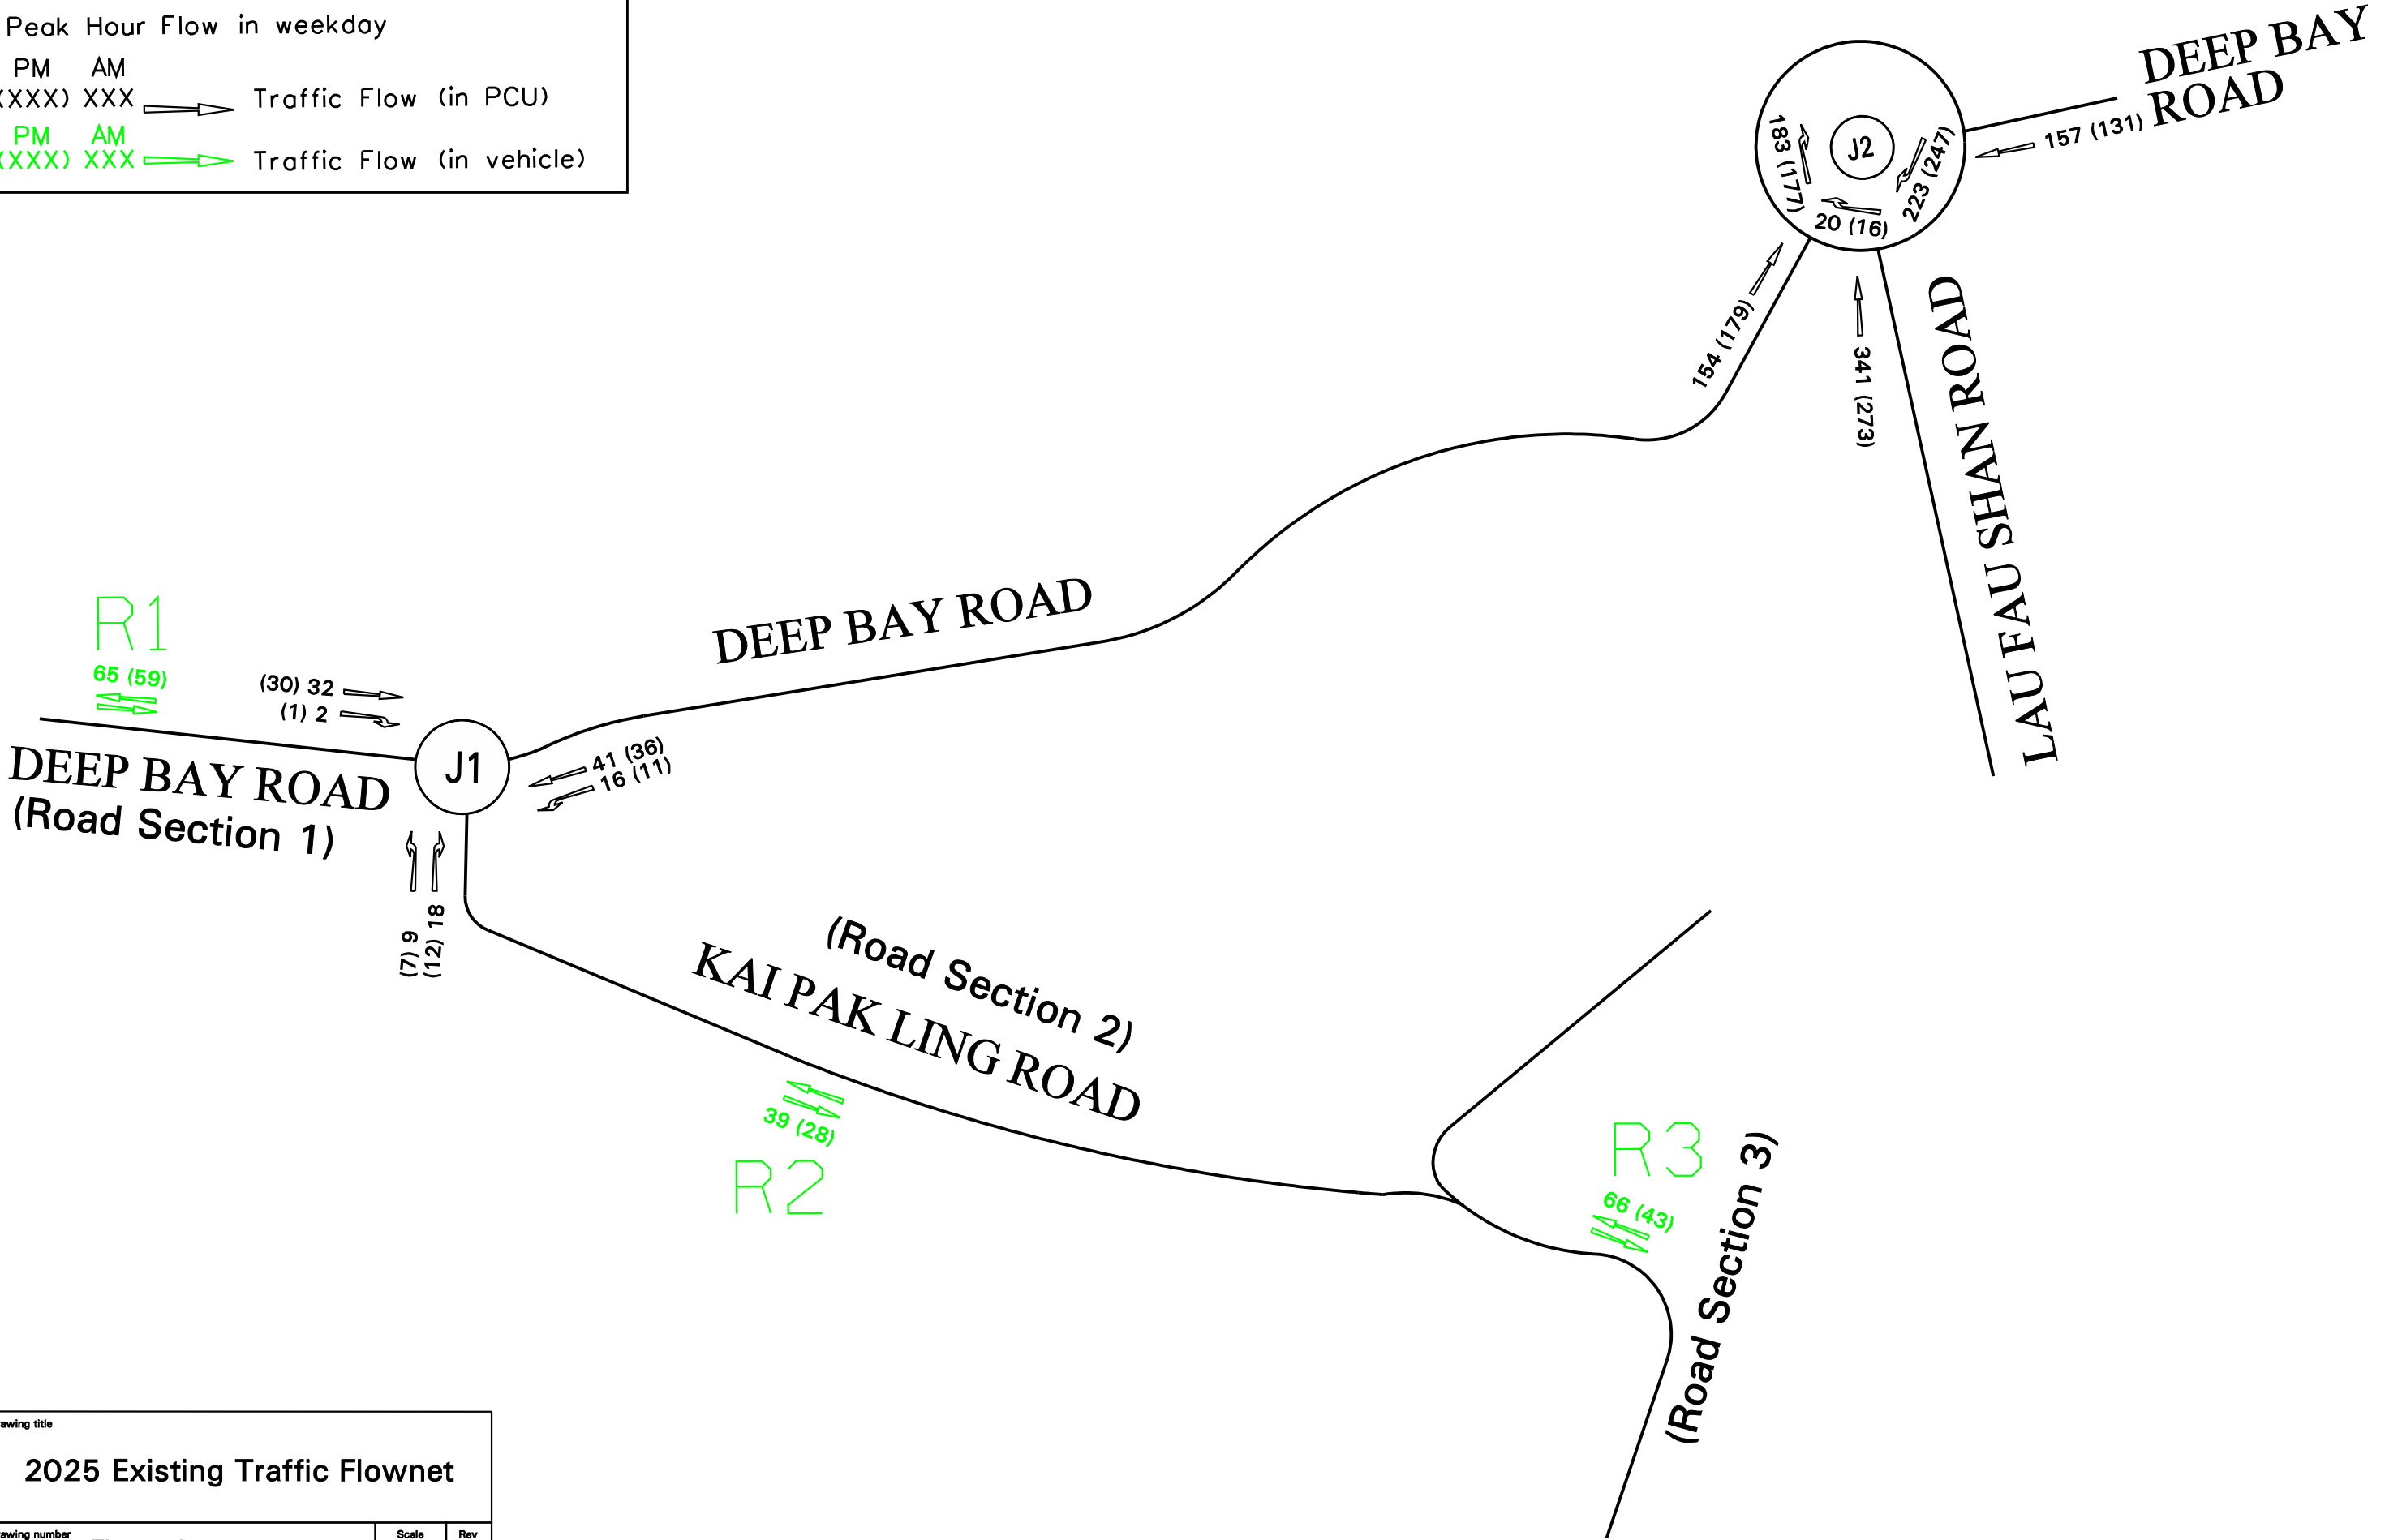 Peak Hour Flow in weekday
PM AM
(XXX) XXX Traffic Flow (in PCU)
PM AM
(XXX) XXX Traffic Flow (in vehicle)
DEEP BAY
ROAD
157 (131)
J2
183 (177)
223 (247)
20 (16)
154 (179)
341 (273)
LAU FAU SHAN ROAD
DEEP BAY ROAD
R1
65 (59)
(30) 32
(1) 2
J1
41 (36)
16 (11)
DEEP BAY ROAD
(Road Section 1)
(7) 9
(12) 18
(Road Section 2)
KAI PAK LING ROAD
39 (28)
R2
R3
66 (43)
(Road Section 3)
awing title
2025 Existing Traffic Flownet
awing number
Scale
Rev